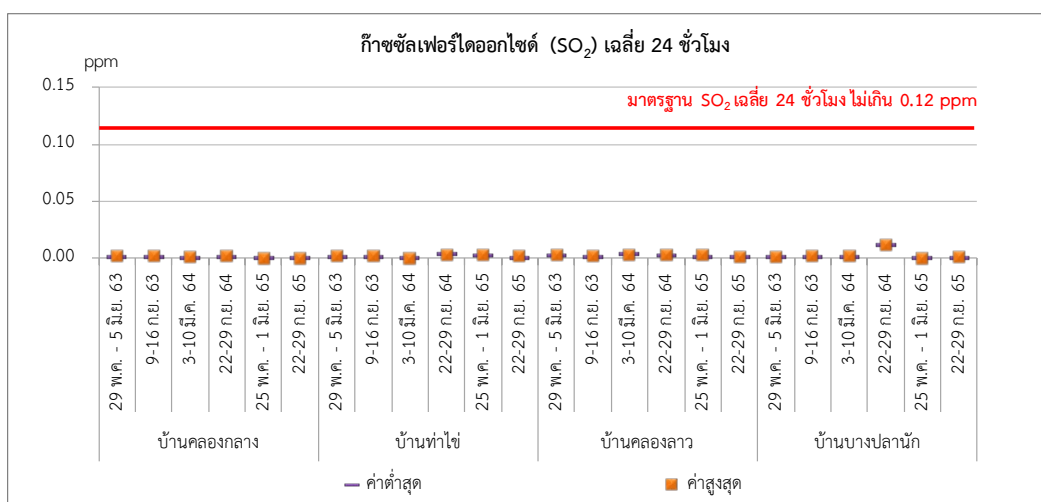 ก๊าซซัลเฟอร์ไดออกไซด์ (SO₂) เฉลี่ย 24 ชั่วโมง
ppm
มาตรฐาน SO₂ เฉลี่ย 24 ชั่วโมง ไม่เกิน 0.12 ppm
0.15
0.10
0.05
0.00
29 พ.ค. - 5 มิ.ย. 63
9-16 ก.ย. 63
3-10 มี.ค. 64
22-29 ก.ย. 64
25 พ.ค. - 1 มิ.ย. 65
22-29 ก.ย. 65
29 พ.ค. - 5 มิ.ย. 63
9-16 ก.ย. 63
3-10 มี.ค. 64
22-29 ก.ย. 64
25 พ.ค. - 1 มิ.ย. 65
22-29 ก.ย. 65
29 พ.ค. - 5 มิ.ย. 63
9-16 ก.ย. 63
3-10 มี.ค. 64
22-29 ก.ย. 64
25 พ.ค. - 1 มิ.ย. 65
22-29 ก.ย. 65
29 พ.ค. - 5 มิ.ย. 63
9-16 ก.ย. 63
3-10 มี.ค. 64
22-29 ก.ย. 64
25 พ.ค. - 1 มิ.ย. 65
22-29 ก.ย. 65
บ้านคลองกลาง
บ้านท่าไข่
บ้านคลองลาว
บ้านบางปลานัก
ค่าต่ำสุด
ค่าสูงสุด